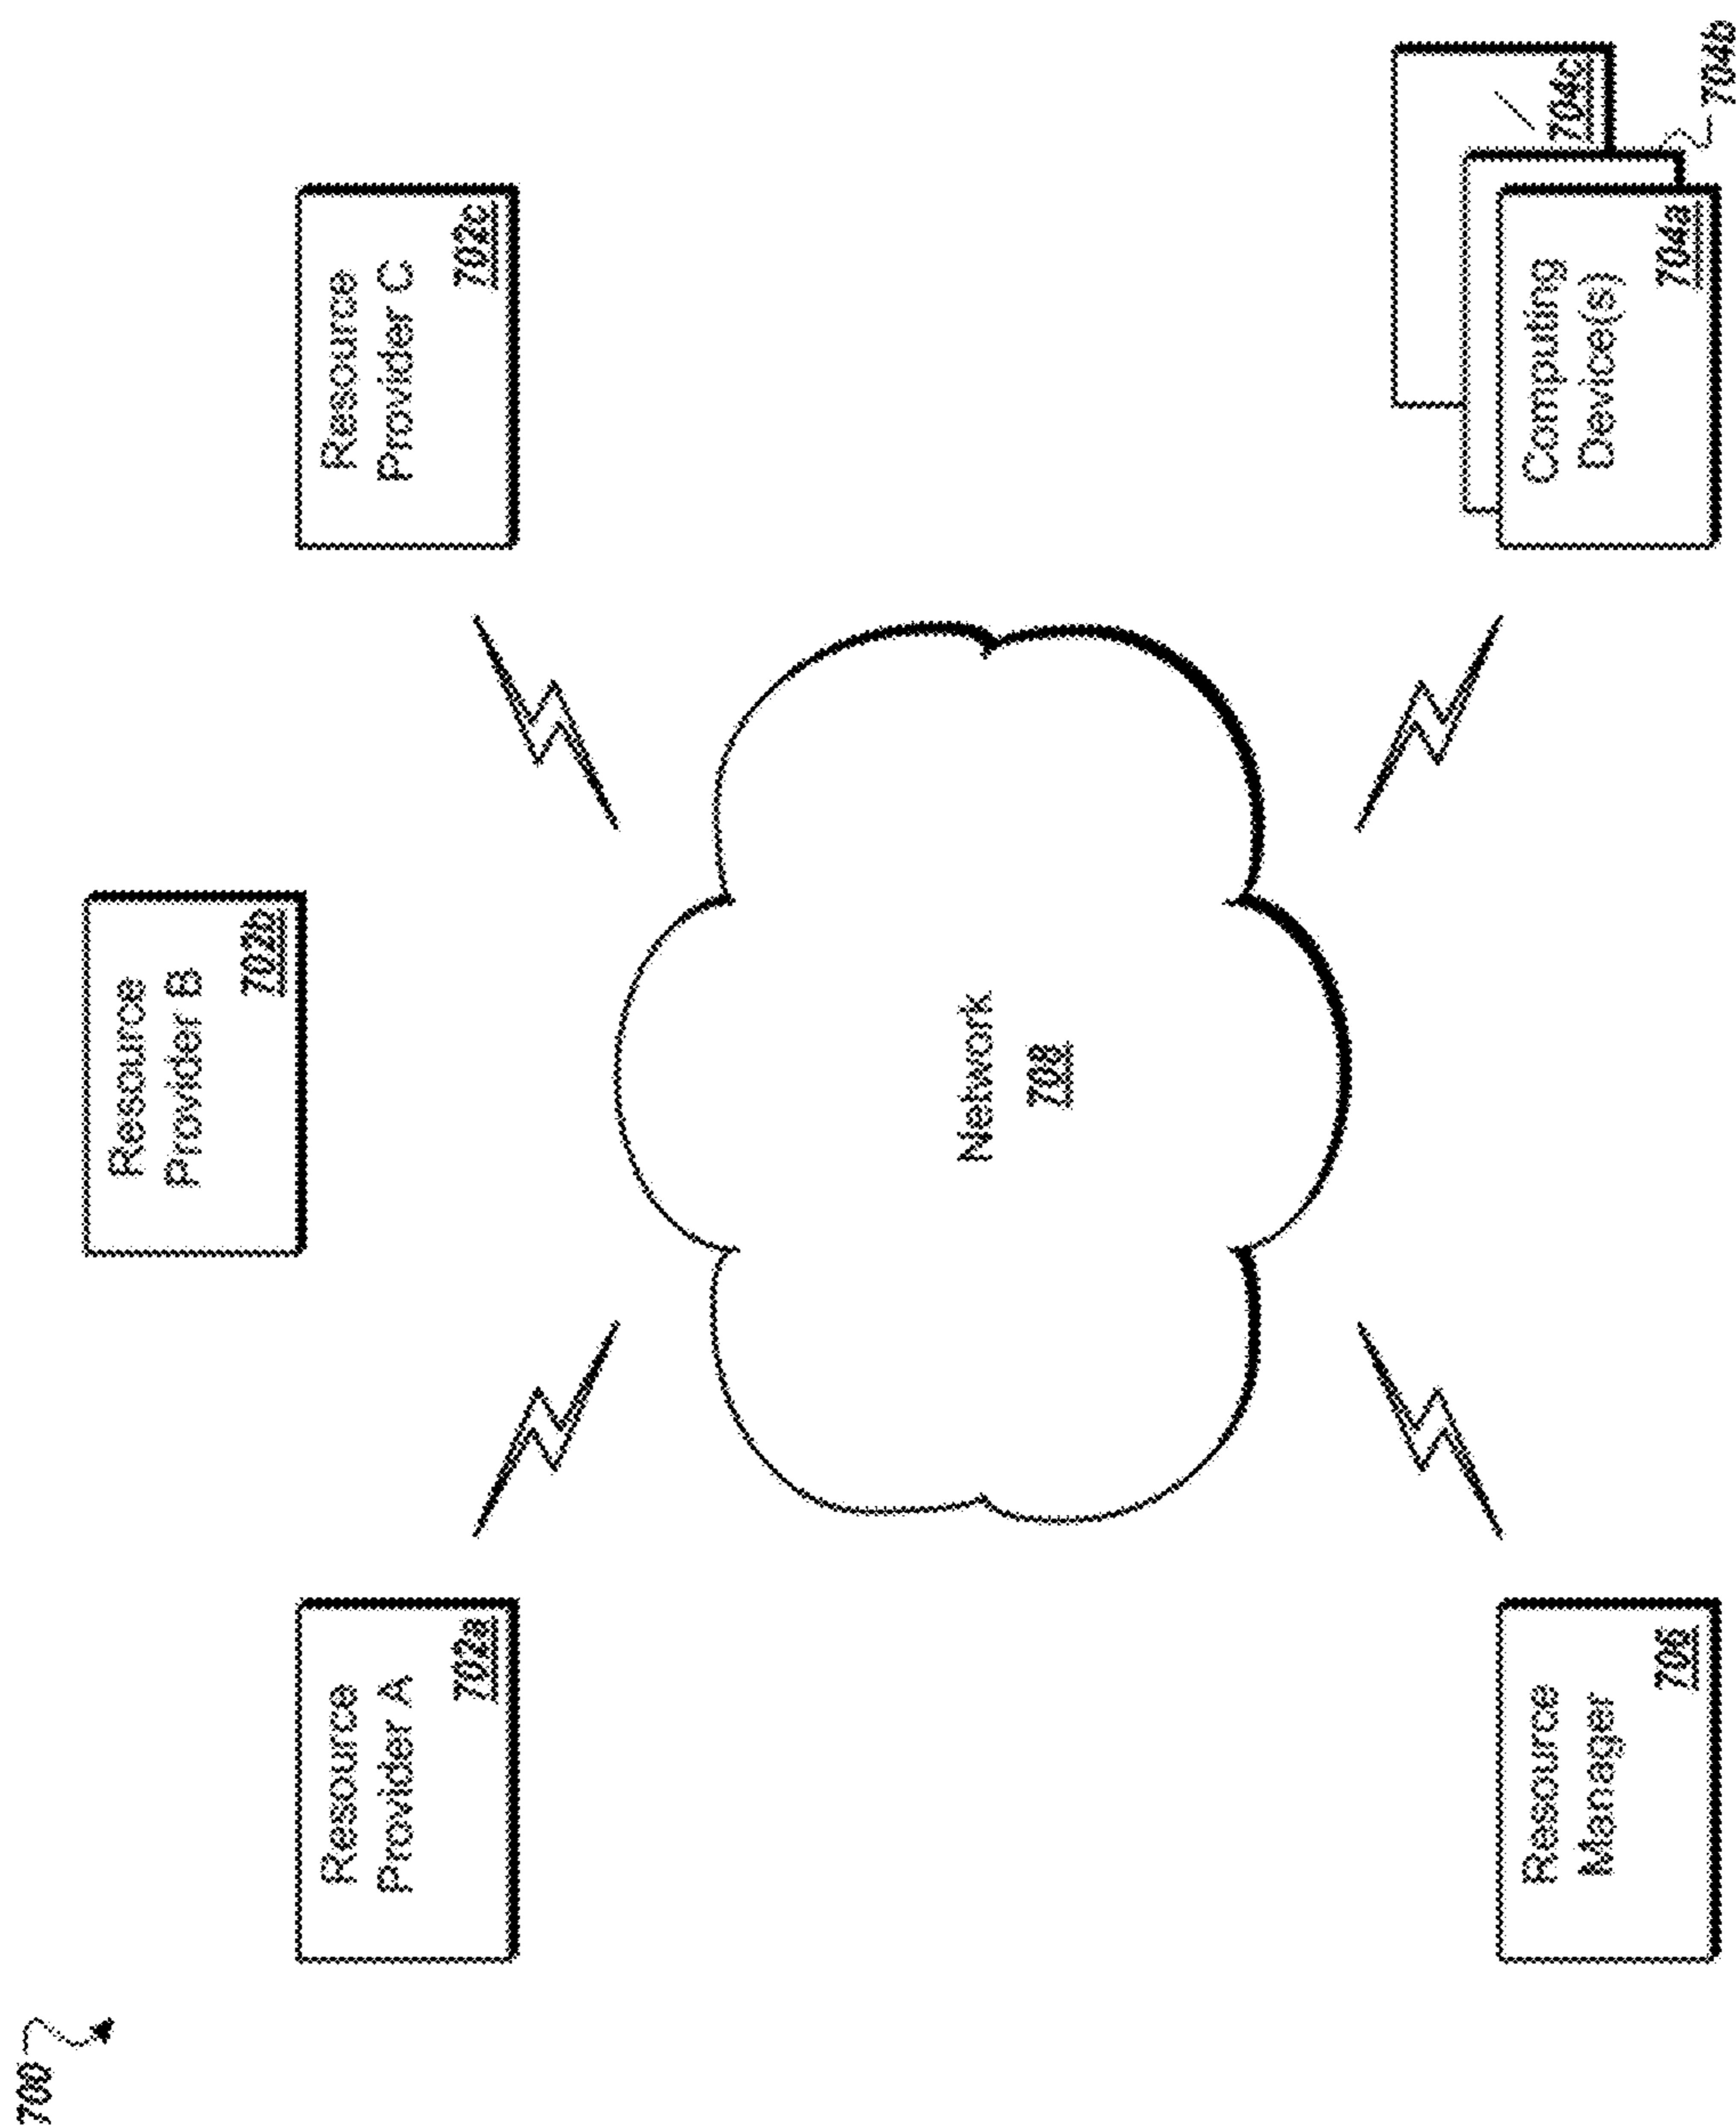 700
Resource
Provider A
702a
Resource
Provider B
702b
Resource
Provider C
702c
Network
708
Resource
Manager
706
Computing
Device(s)
704a
704b
704c